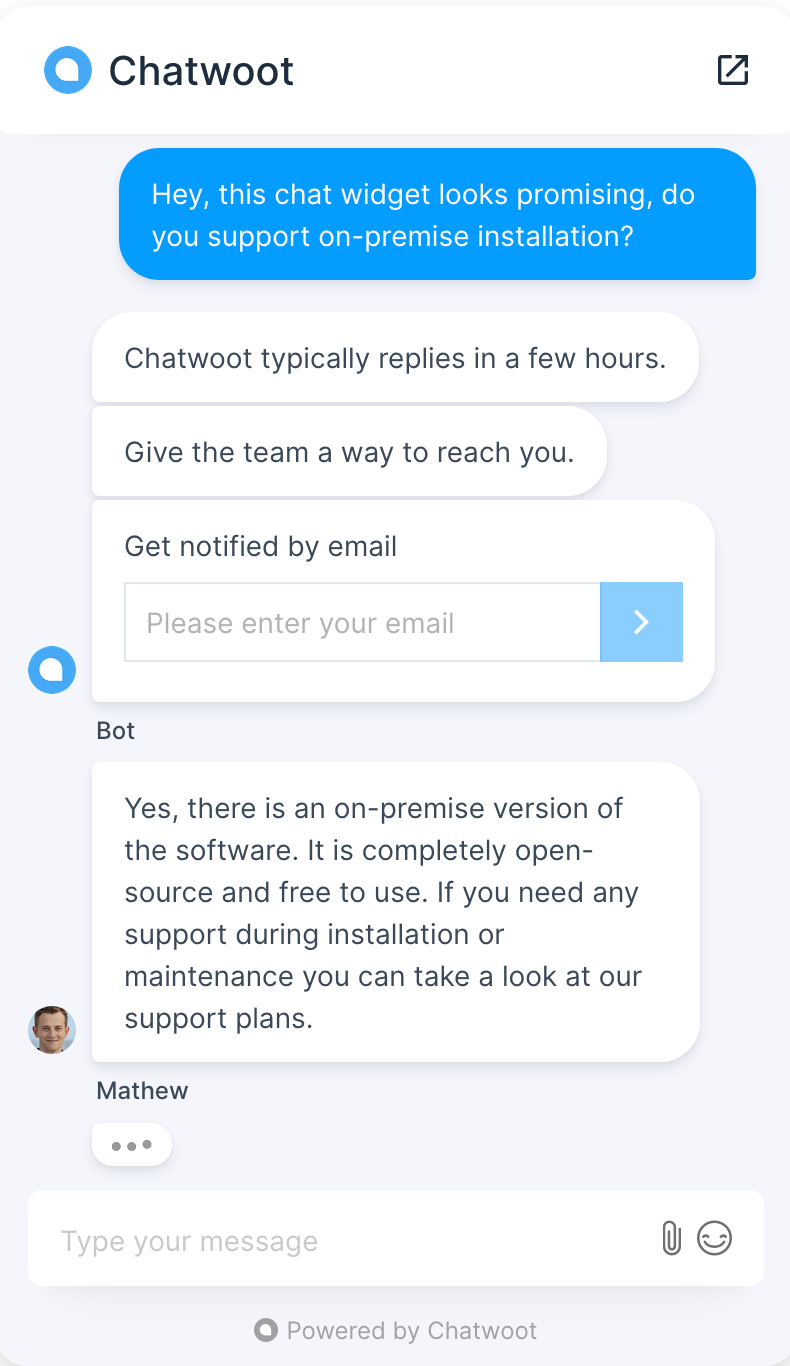 Chatwoot
Hey, this chat widget looks promising, do
you support on-premise installation?
Chatwoot typically replies in a few hours.
Give the team a way to reach you.
Get notified by email
Please enter your email
Bot
Yes, there is an on-premise version of
the software. It is completely open-
source and free to use. If you need any
support during installation or
maintenance you can take a look at our
support plans.
Mathew
Type your message
Powered by Chatwoot